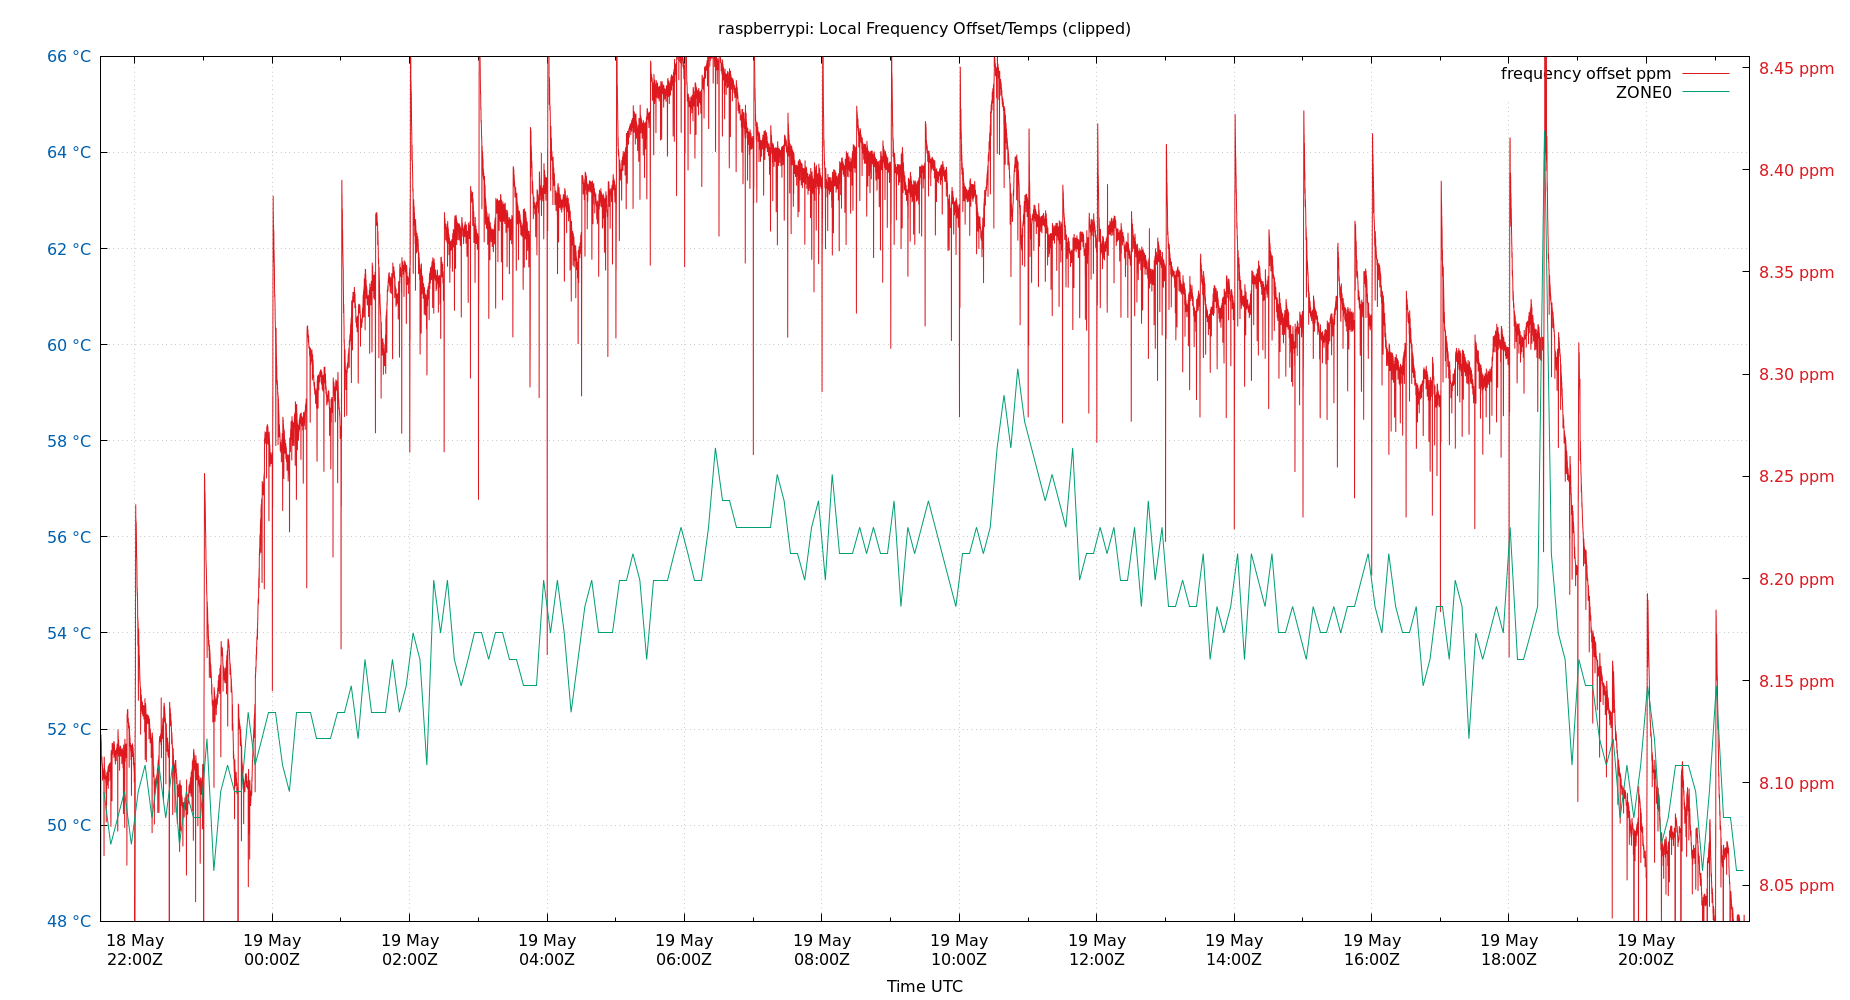 raspberrypi: Local Frequency Offset/Temps (clipped)
66 °C
64 °C
62 °C
60 °C
58 °C
56 °C
54 °C
52 °C
50 °C
48 °C
frequency offset ppm
ZONE0
8.45 ppm
8.40 ppm
8.35 ppm
8.30 ppm
8.25 ppm
8.20 ppm
8.15 ppm
8.10 ppm
8.05 ppm
18 May 19 May 19 May 19 May 19 May 19 May 19 May 19 May 19 May 19 May 19 May 19 May
22:00Z 00:00Z 02:00Z 04:00Z 06:00Z 08:00Z 10:00Z 12:00Z 14:00Z 16:00Z 18:00Z 20:00Z
Time UTC